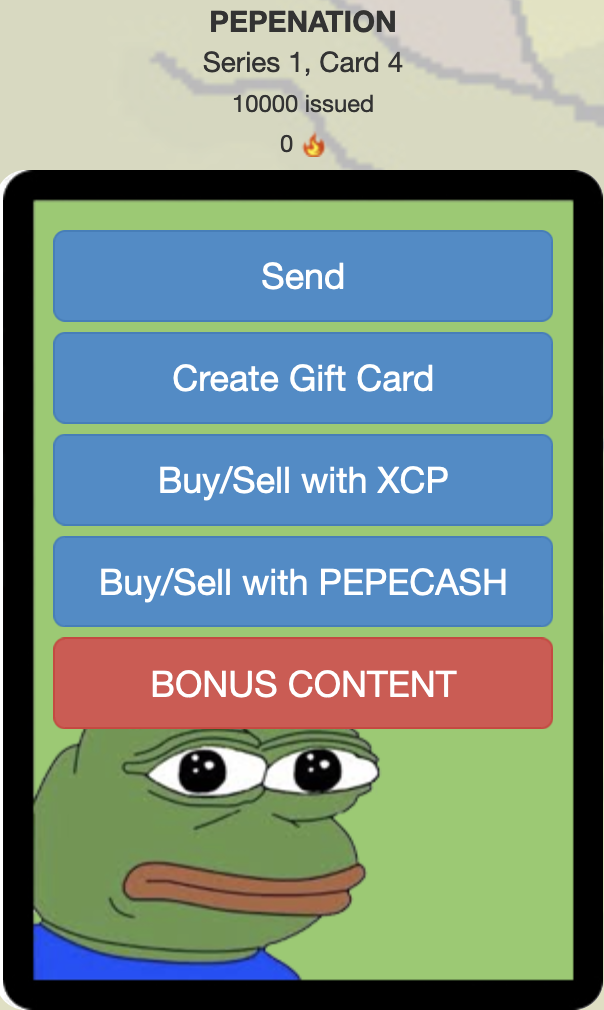 PEPENATION
Series 1, Card 4
10000 issued
0 🔥
Send
Create Gift Card
Buy/Sell with XCP
Buy/Sell with PEPECASH
BONUS CONTENT